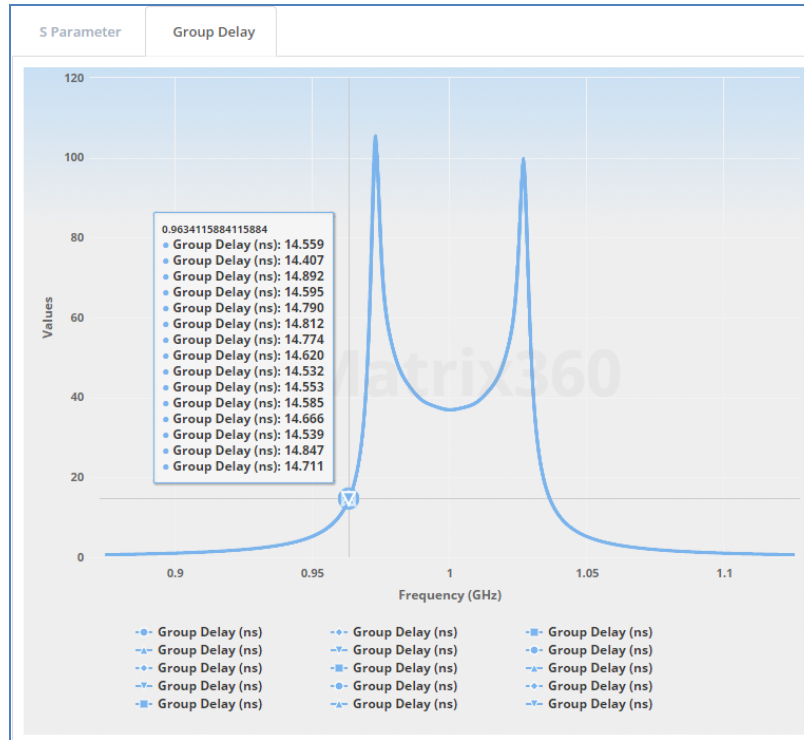 S Parameter Group Delay
120
100
80
60
40
20
0
Values
Matrix360
0.9634115884115884
Group Delay (ns): 14.559
Group Delay (ns): 14.407
Group Delay (ns): 14.892
Group Delay (ns): 14.595
Group Delay (ns): 14.790
Group Delay (ns): 14.812
Group Delay (ns): 14.774
Group Delay (ns): 14.620
Group Delay (ns): 14.532
Group Delay (ns): 14.553
Group Delay (ns): 14.585
Group Delay (ns): 14.666
Group Delay (ns): 14.539
Group Delay (ns): 14.847
Group Delay (ns): 14.711
0.9 0.95 1 1.05 1.1
Frequency (GHz)
Group Delay (ns) Group Delay (ns) Group Delay (ns)
Group Delay (ns) Group Delay (ns) Group Delay (ns)
Group Delay (ns) Group Delay (ns) Group Delay (ns)
Group Delay (ns) Group Delay (ns) Group Delay (ns)
Group Delay (ns) Group Delay (ns) Group Delay (ns)